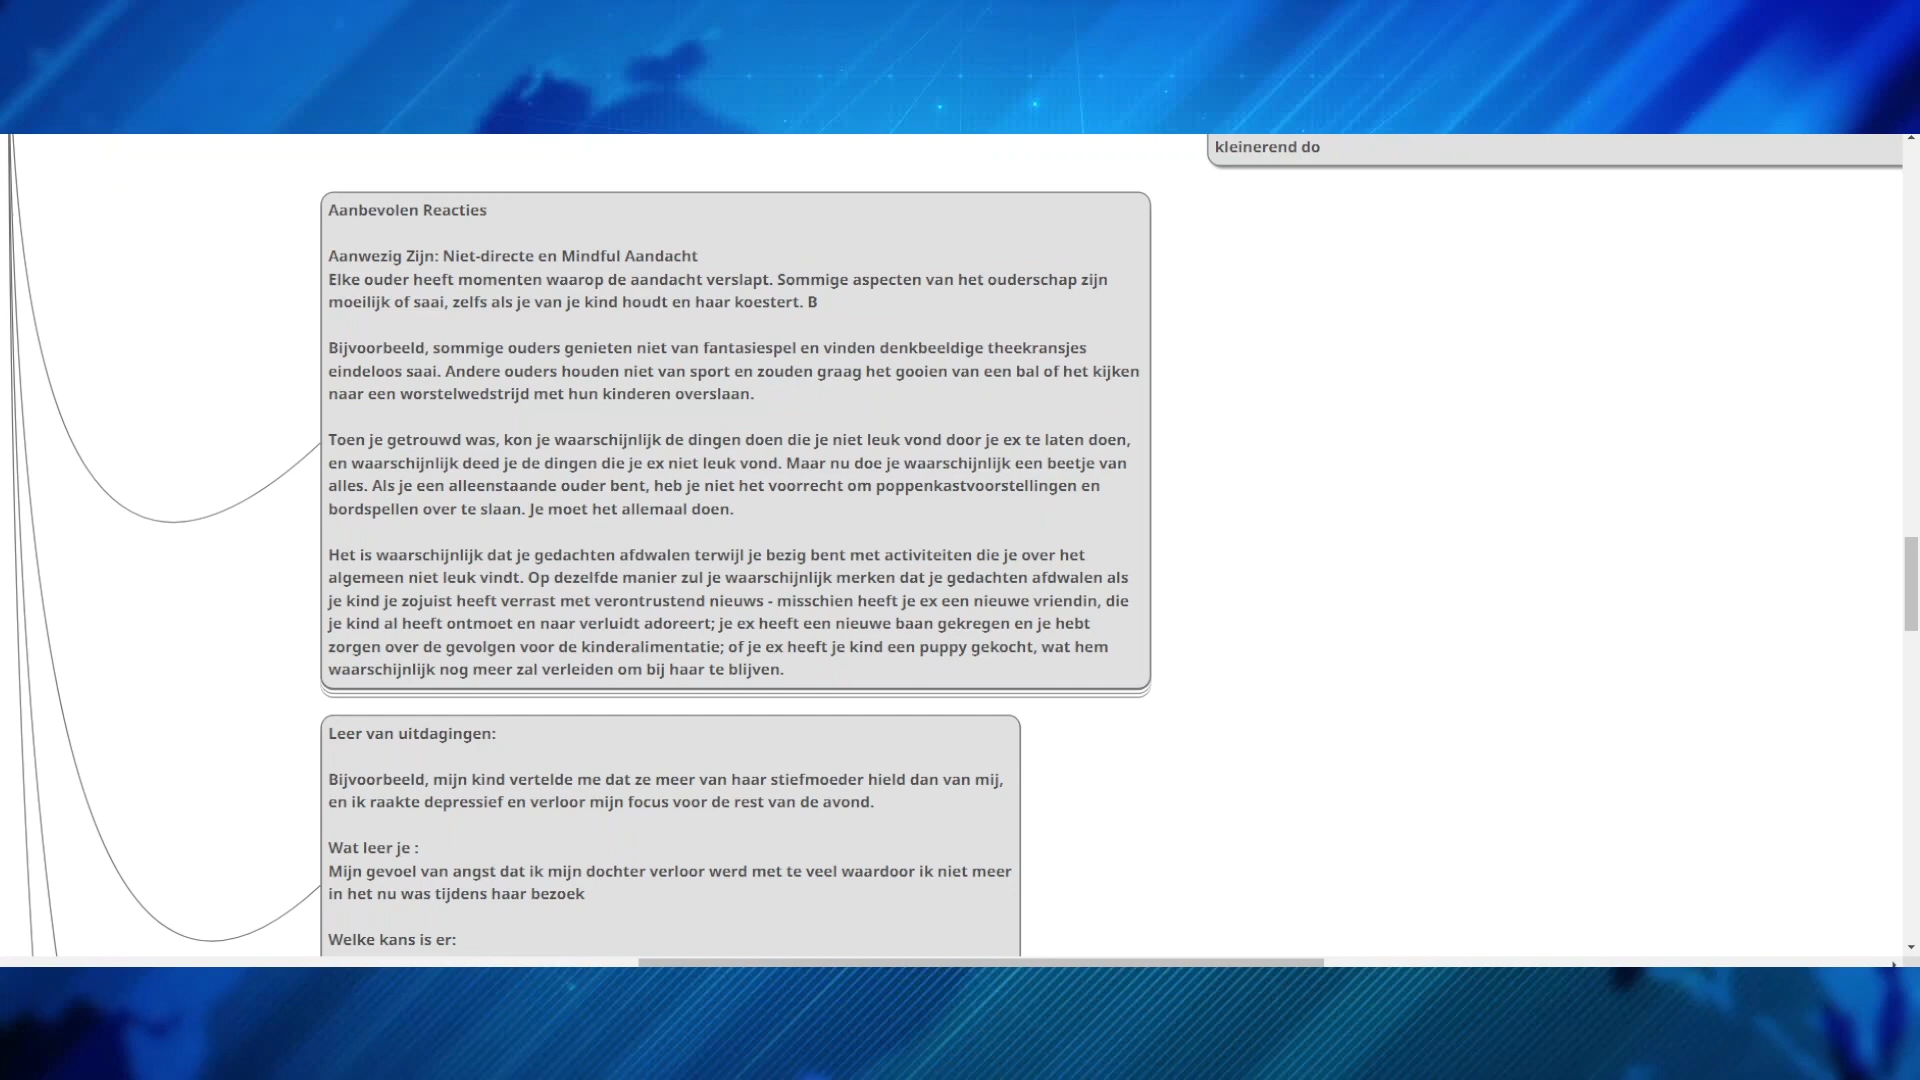 kleinerend do
Aanbevolen Reacties
Aanwezig Zijn: Niet-directe en Mindful Aandacht
Elke ouder heeft momenten waarop de aandacht verslapt. Sommige aspecten van het ouderschap zijn
moeilijk of saai, zelfs als je van je kind houdt en haar koestert. B
Bijvoorbeeld, sommige ouders genieten niet van fantasiespel en vinden denkbeeldige theekransjes
eindeloos saai. Andere ouders houden niet van sport en zouden graag het gooien van een bal of het kijken
naar een worstelwedstrijd met hun kinderen overslaan.
Toen je getrouwd was, kon je waarschijnlijk de dingen doen die je niet leuk vond door je ex te laten doen,
en waarschijnlijk deed je de dingen die je ex niet leuk vond. Maar nu doe je waarschijnlijk een beetje van
alles. Als je een alleenstaande ouder bent, heb je niet het voorrecht om poppenkastvoorstellingen en
bordspellen over te slaan. Je moet het allemaal doen.
Het is waarschijnlijk dat je gedachten afdwalen terwijl je bezig bent met activiteiten die je over het
algemeen niet leuk vindt. Op dezelfde manier zul je waarschijnlijk merken dat je gedachten afdwalen als
je kind je zojuist heeft verrast met verontrustend nieuws - misschien heeft je ex een nieuwe vriendin, die
je kind al heeft ontmoet en naar verluidt adoreert; je ex heeft een nieuwe baan gekregen en je hebt
zorgen over de gevolgen voor de kinderalimentatie; of je ex heeft je kind een puppy gekocht, wat hem
waarschijnlijk nog meer zal verleiden om bij haar te blijven.
Leer van uitdagingen:
Bijvoorbeeld, mijn kind vertelde me dat ze meer van haar stiefmoeder hield dan van mij,
en ik raakte depressief en verloor mijn focus voor de rest van de avond.
Wat leer je :
Mijn gevoel van angst dat ik mijn dochter verloor werd met te veel waardoor ik niet meer
in het nu was tijdens haar bezoek
Welke kans is er: